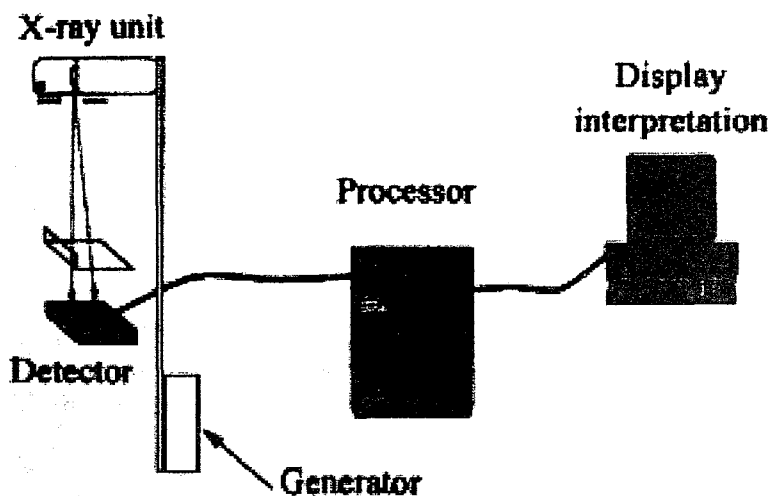 X-ray unit
Display
interpretation
Processor
Detector
Generator